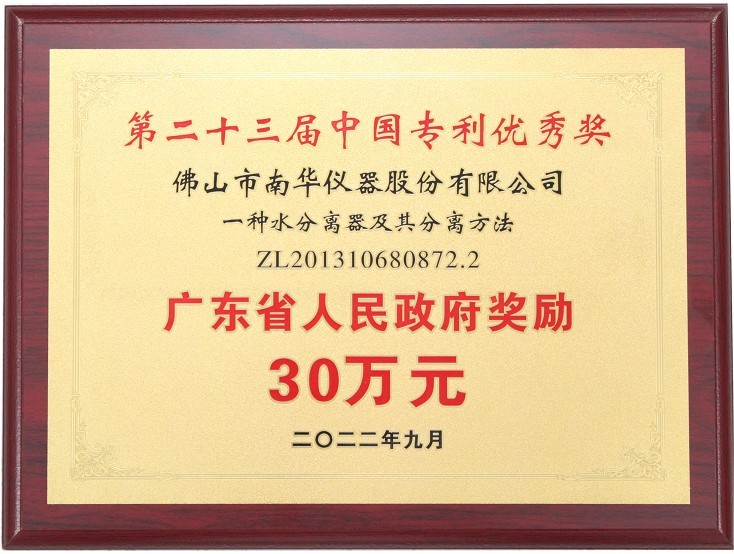 第二十三届中国专利优秀奖
佛山市南华仪器股份有限公司
一种水分离器及其分离方法
ZL201310680872.2
广东省人民政府奖励
30万元
二〇二二年九月